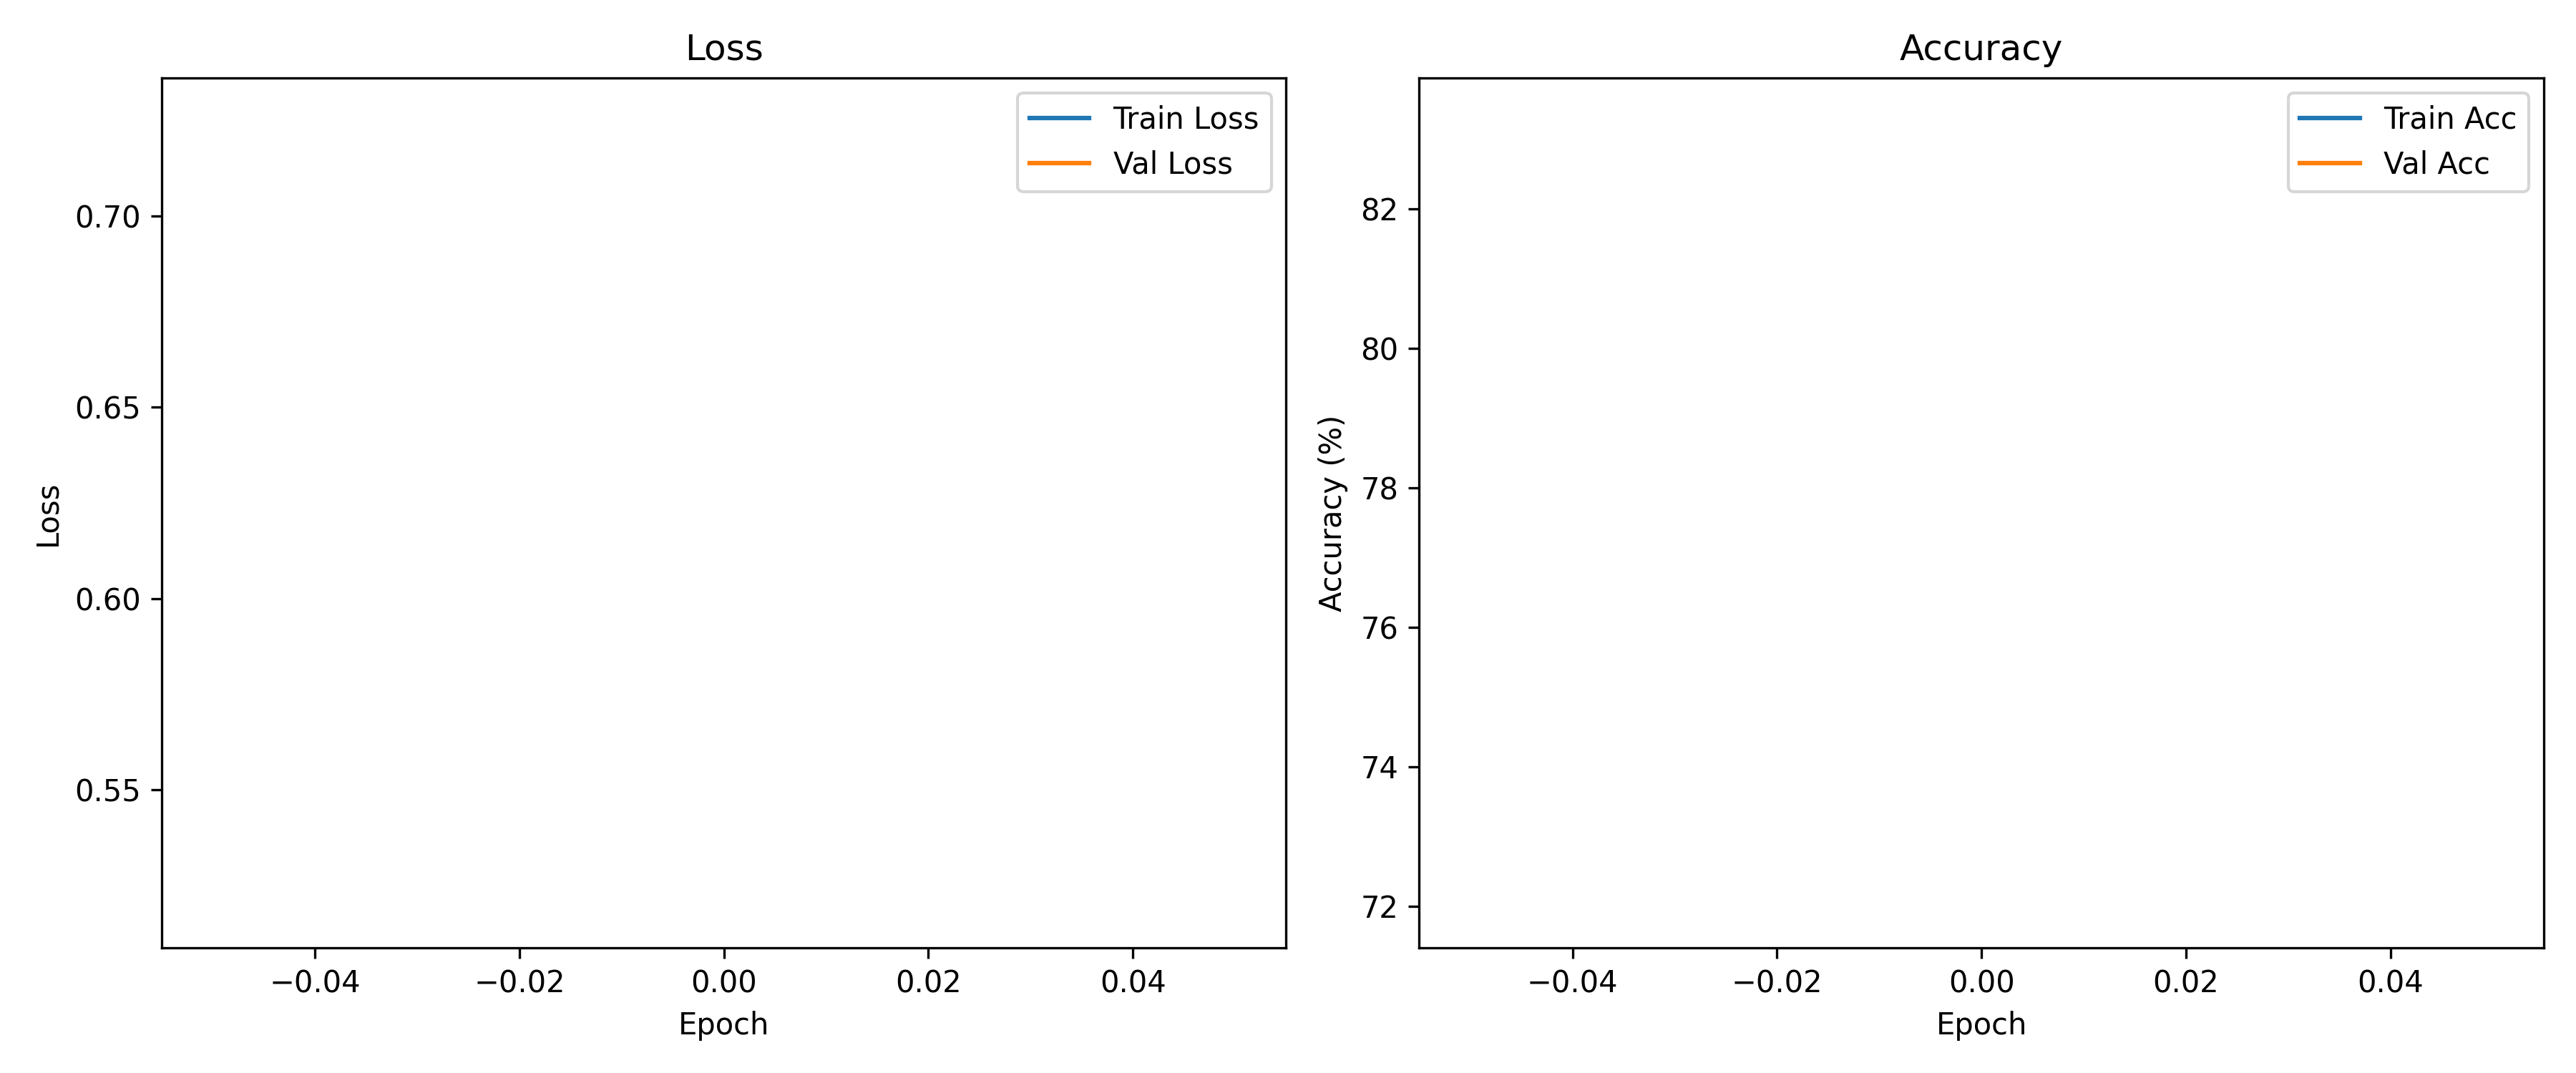 Loss
Train Loss
Val Loss
0.70
0.65
0.60
0.55
Loss
−0.04 −0.02 0.00 0.02 0.04
Epoch
Accuracy
Train Acc
Val Acc
82
80
78
76
74
72
Accuracy (%)
−0.04 −0.02 0.00 0.02 0.04
Epoch